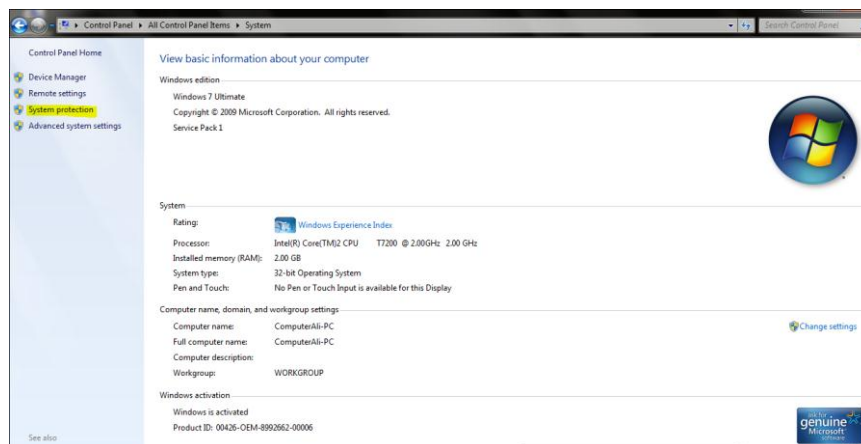 Control Panel ▸ All Control Panel Items ▸ System
Search Control Panel
Control Panel Home
Device Manager
Remote settings
System protection
Advanced system settings
See also
View basic information about your computer
Windows edition
Windows 7 Ultimate
Copyright © 2009 Microsoft Corporation. All rights reserved.
Service Pack 1
System
Rating: Windows Experience Index
Processor: Intel(R) Core(TM)2 CPU T7200 @ 2.00GHz 2.00 GHz
Installed memory (RAM): 2.00 GB
System type: 32-bit Operating System
Pen and Touch: No Pen or Touch Input is available for this Display
Computer name, domain, and workgroup settings
Computer name: ComputerAli-PC
Change settings
Full computer name: ComputerAli-PC
Computer description:
Workgroup: WORKGROUP
Windows activation
Windows is activated
Product ID: 00426-OEM-8992662-00006
ask for
genuine
Microsoft
software